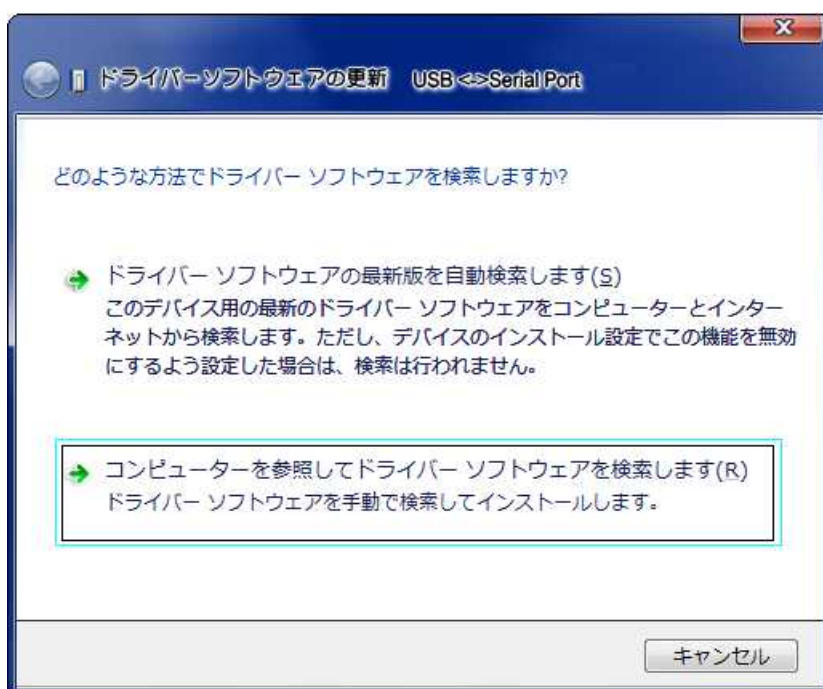 ドライバーソフトウェアの更新 USB <->Serial Port
どのような方法でドライバー ソフトウェアを検索しますか?
ドライバー ソフトウェアの最新版を自動検索します(S)
このデバイス用の最新のドライバー ソフトウェアをコンピューターとインター
ネットから検索します。ただし、デバイスのインストール設定でこの機能を無効
にするよう設定した場合は、検索は行われません。
コンピューターを参照してドライバー ソフトウェアを検索します(R)
ドライバー ソフトウェアを手動で検索してインストールします。
キャンセル